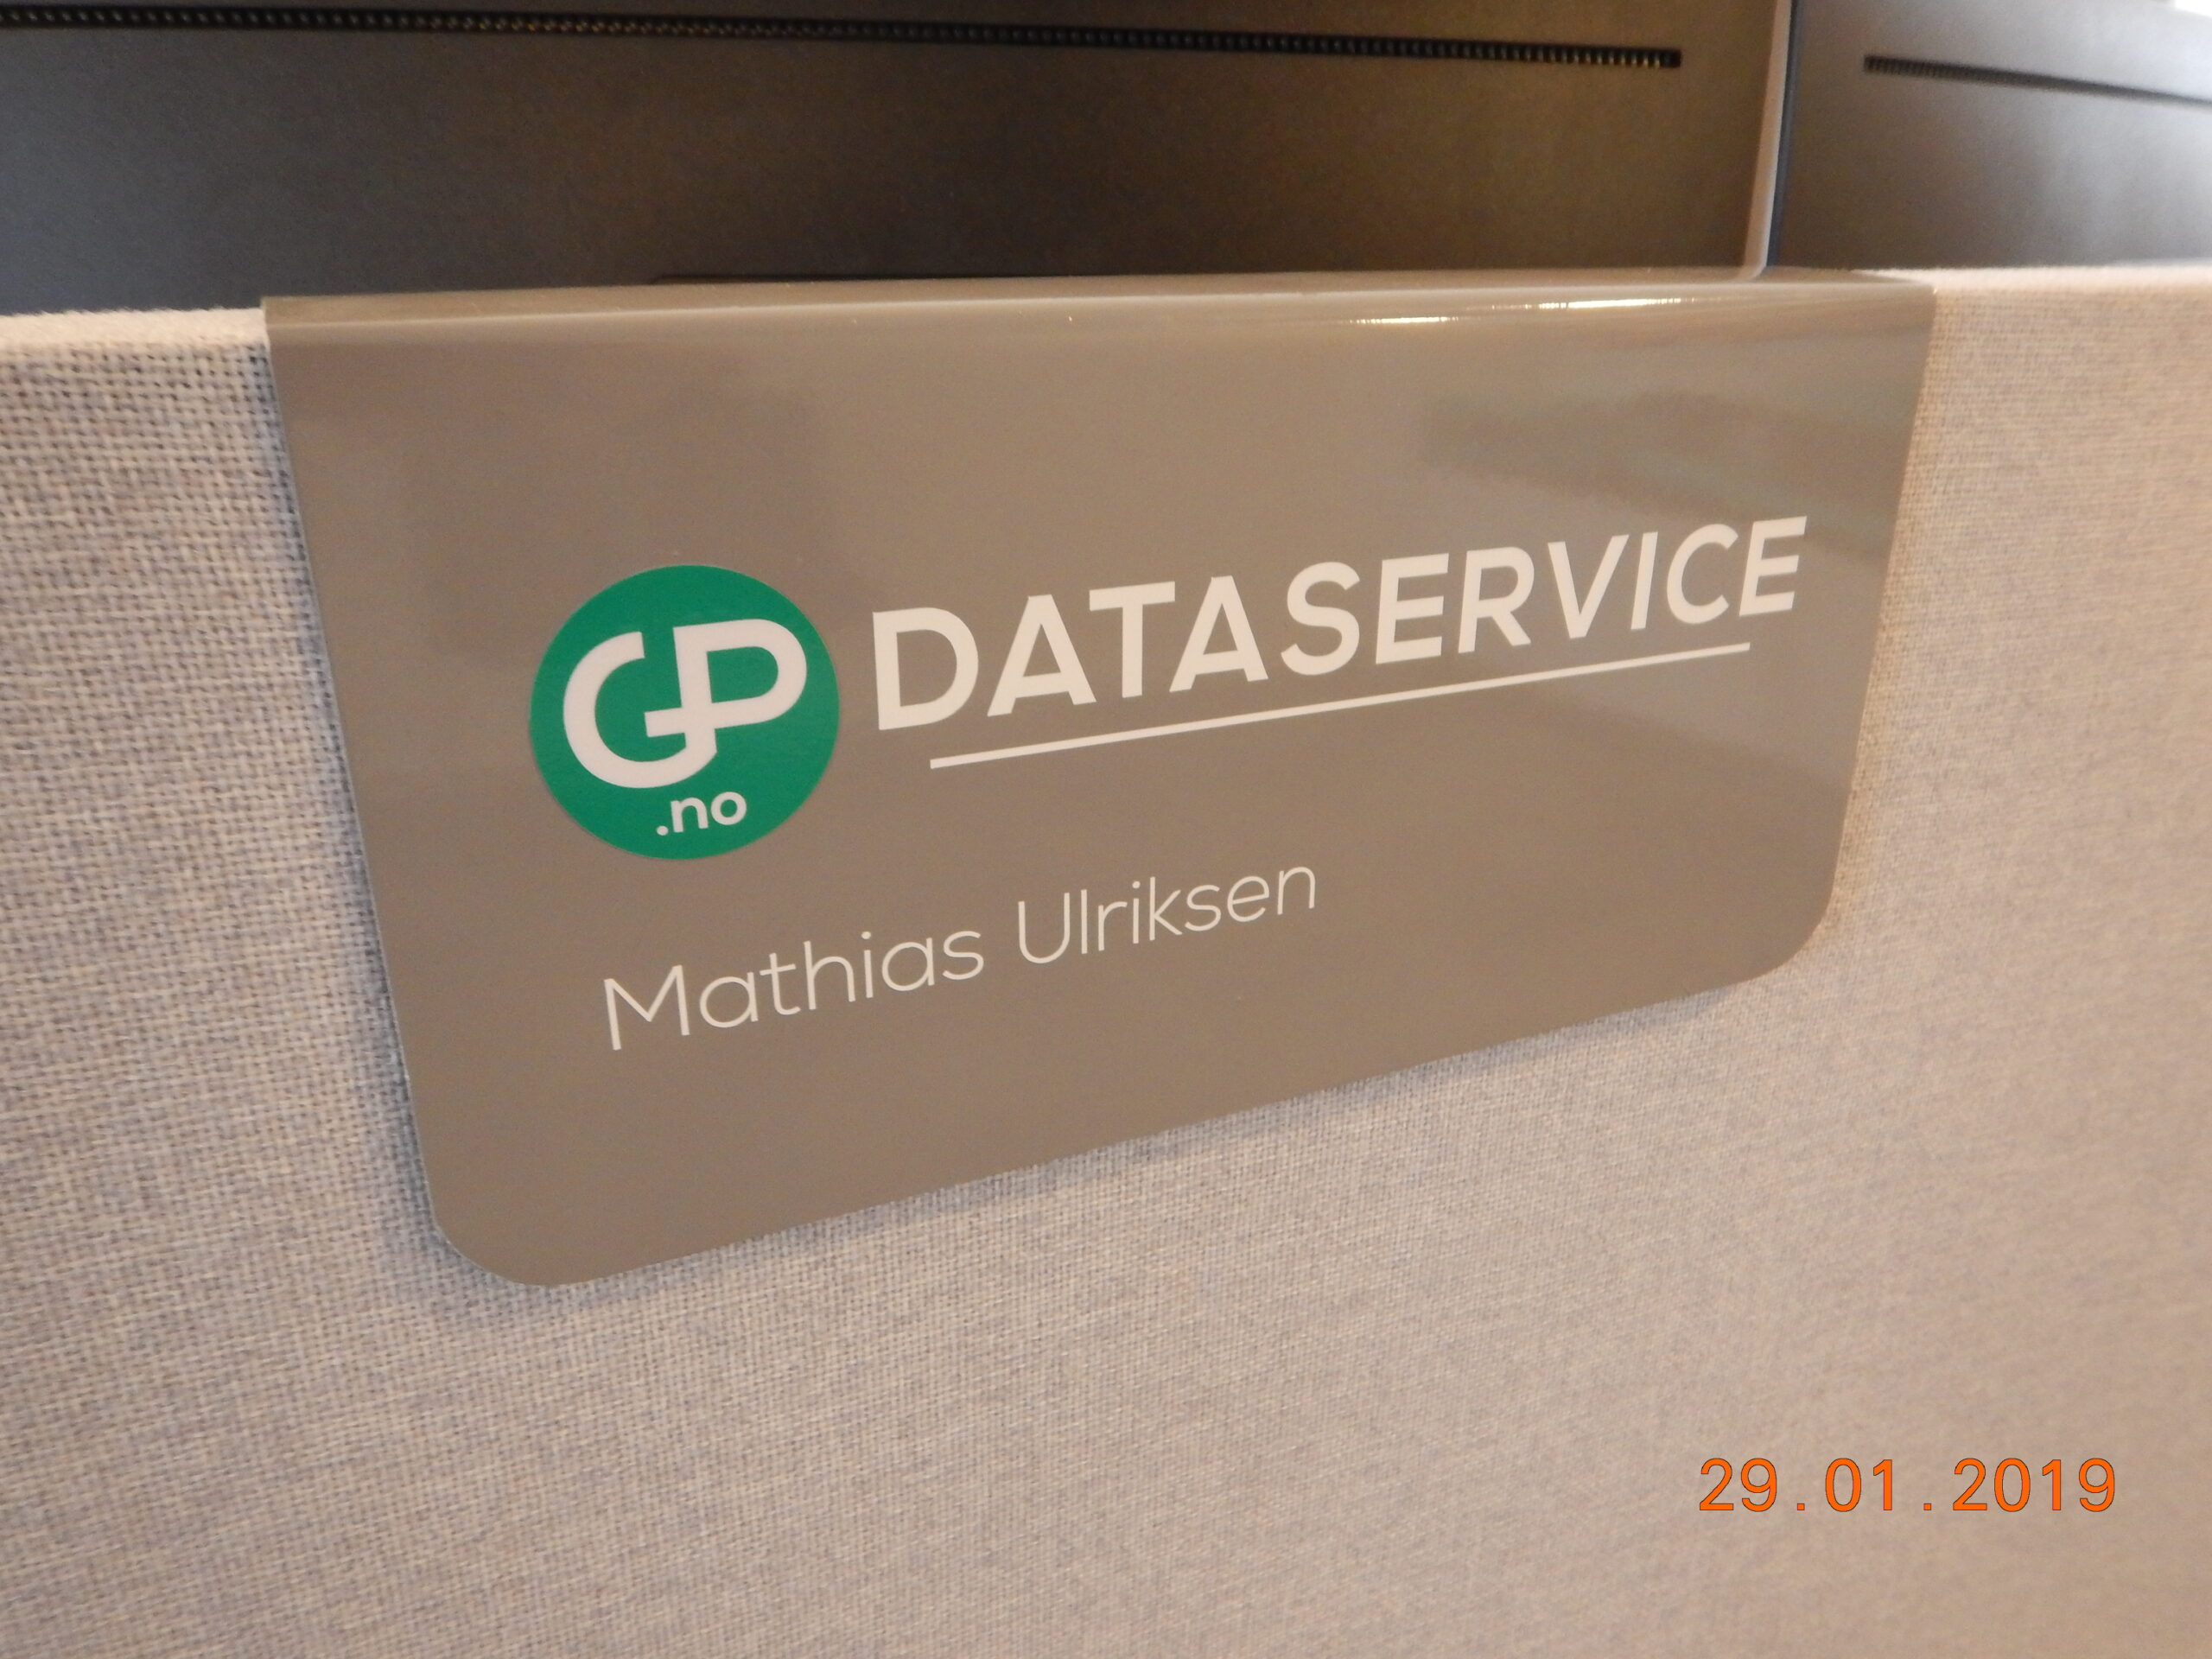 GP DATASERVICE
.no
Mathias Ulriksen
29.01.2019